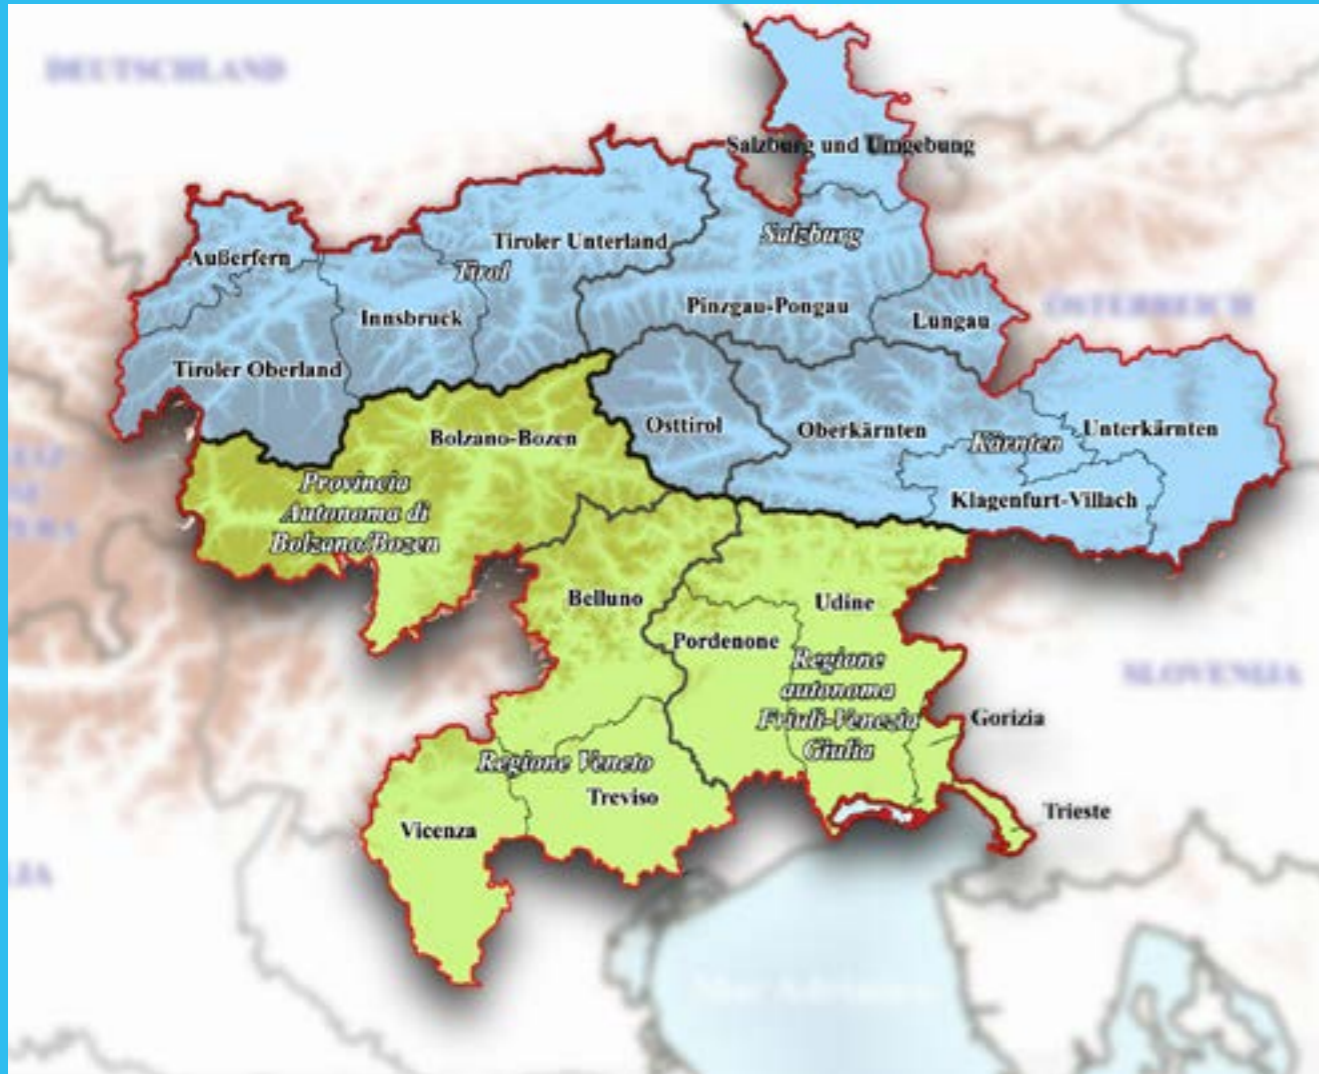 DEUTSCHLAND
Salzburg und Umgebung
Salzburg
Tiroler Unterland
Außerfern
Tirol
Pinzgau-Pongau
ÖSTERREICH
Innsbruck
Lungau
Tiroler Oberland
Osttirol
Oberkärnten
Unterkärnten
Bolzano-Bozen
Kärnten
Klagenfurt-Villach
Provincia
Autonoma di
Bolzano/Bozen
Belluno
Udine
Pordenone
Regione
autonoma
Friuli-Venezia
Giulia
SLOVENIJA
Gorizia
Regione Veneto
Treviso
Trieste
Vicenza